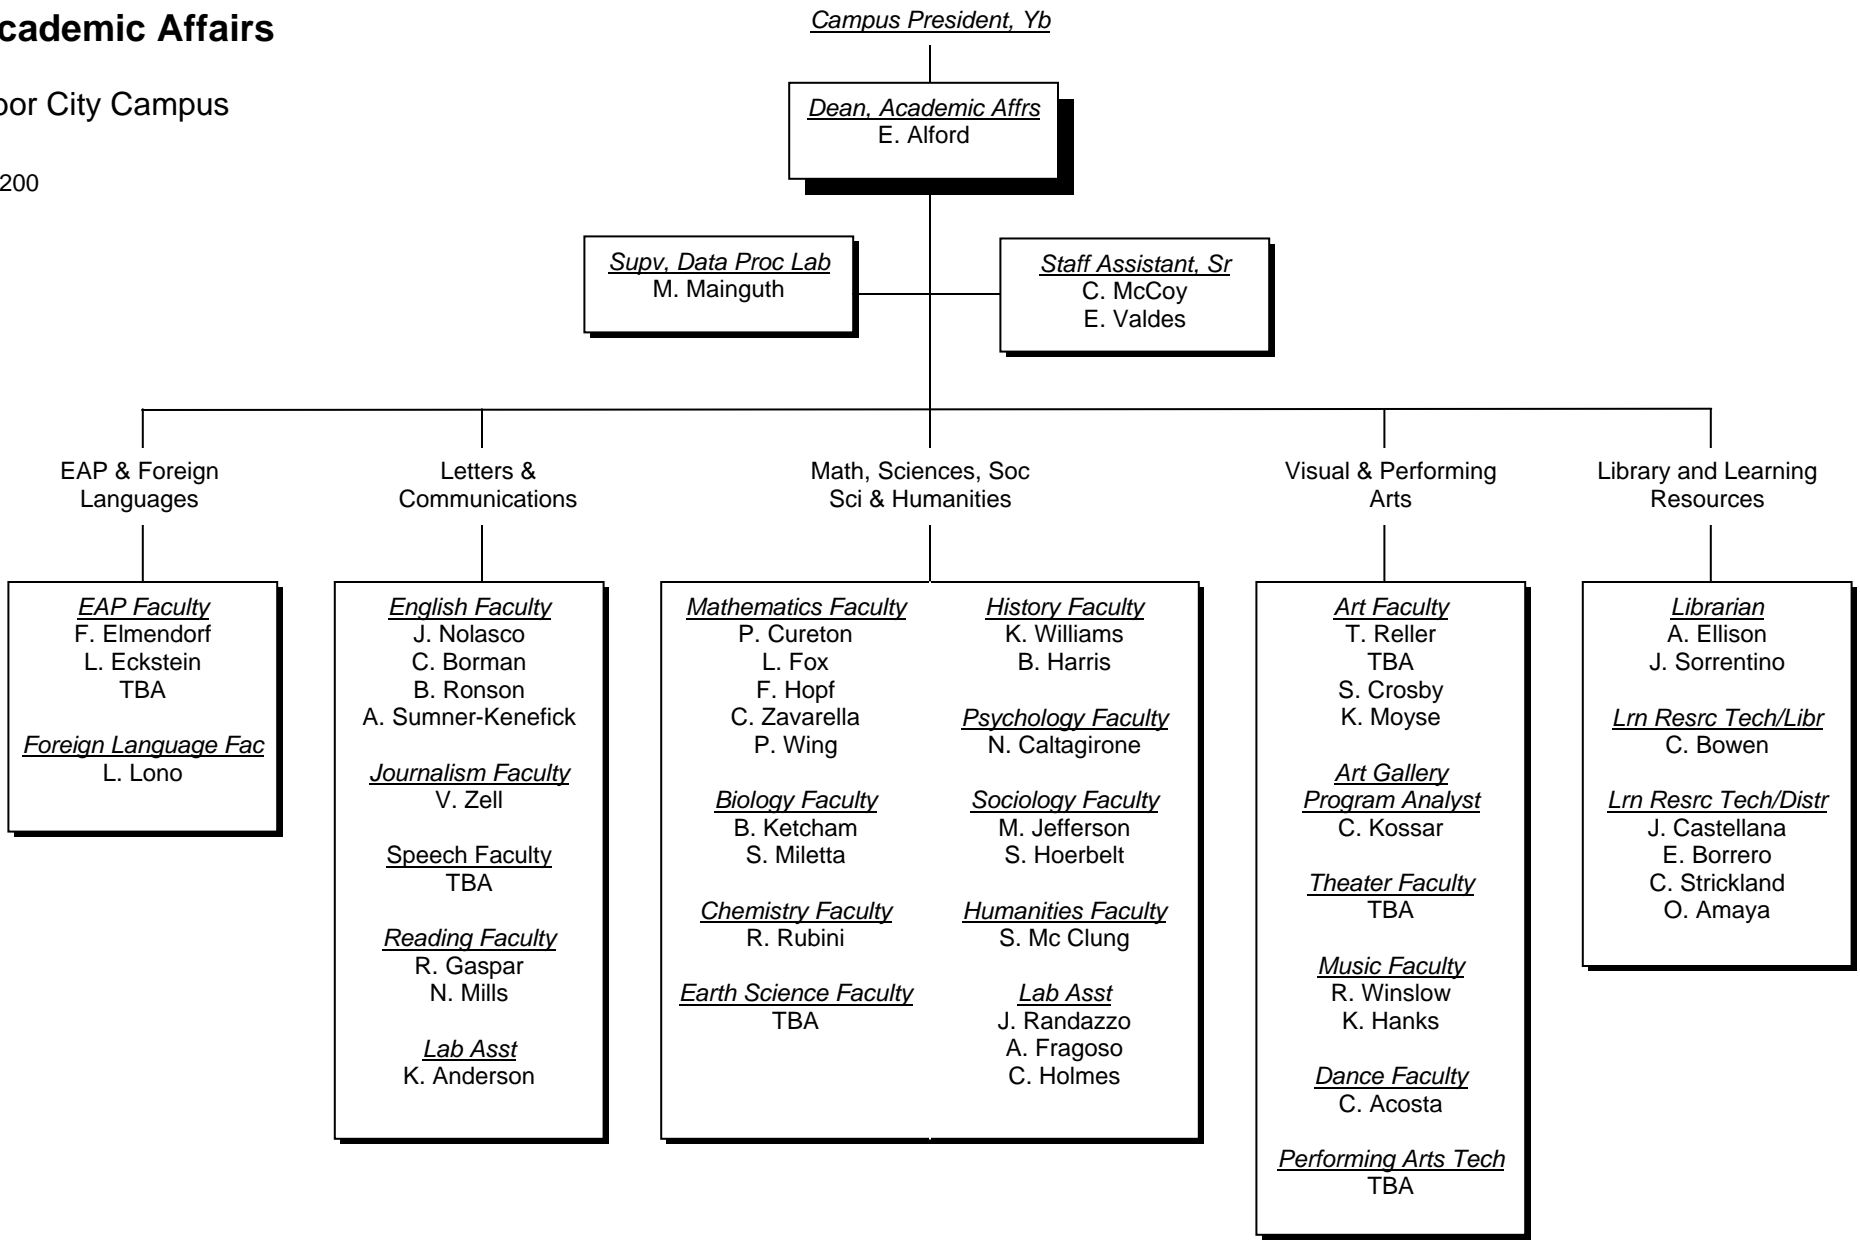 cademic Affairs
oor City Campus
200
Campus President, Yb
Dean, Academic Affrs
E. Alford
Supv, Data Proc Lab
M. Mainguth
Staff Assistant, Sr
C. McCoy
E. Valdes
EAP & Foreign
Languages
Letters &
Communications
Math, Sciences, Soc
Sci & Humanities
Visual & Performing
Arts
Library and Learning
Resources
EAP Faculty
F. Elmendorf
L. Eckstein
TBA
Foreign Language Fac
L. Lono
English Faculty
J. Nolasco
C. Borman
B. Ronson
A. Sumner-Kenefick
Journalism Faculty
V. Zell
Speech Faculty
TBA
Reading Faculty
R. Gaspar
N. Mills
Lab Asst
K. Anderson
Mathematics Faculty
P. Cureton
L. Fox
F. Hopf
C. Zavarella
P. Wing
Biology Faculty
B. Ketcham
S. Miletta
Chemistry Faculty
R. Rubini
Earth Science Faculty
TBA
History Faculty
K. Williams
B. Harris
Psychology Faculty
N. Caltagirone
Sociology Faculty
M. Jefferson
S. Hoerbelt
Humanities Faculty
S. Mc Clung
Lab Asst
J. Randazzo
A. Fragoso
C. Holmes
Art Faculty
T. Reller
TBA
S. Crosby
K. Moyse
Art Gallery
Program Analyst
C. Kossar
Theater Faculty
TBA
Music Faculty
R. Winslow
K. Hanks
Dance Faculty
C. Acosta
Performing Arts Tech
TBA
Librarian
A. Ellison
J. Sorrentino
Lrn Resrc Tech/Libr
C. Bowen
Lrn Resrc Tech/Distr
J. Castellana
E. Borrero
C. Strickland
O. Amaya